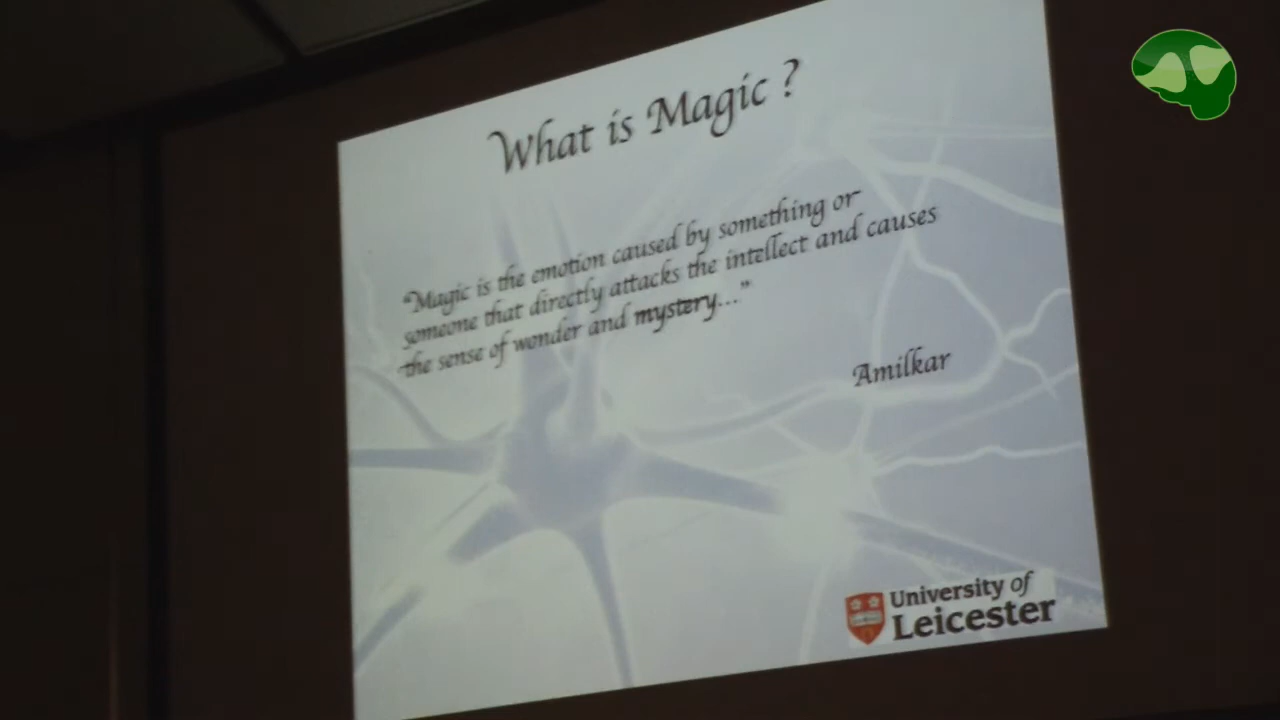 What is Magic ?
“Magic is the emotion caused by something or
someone that directly attacks the intellect and causes
the sense of wonder and mystery...”
Amilkar
University of
Leicester